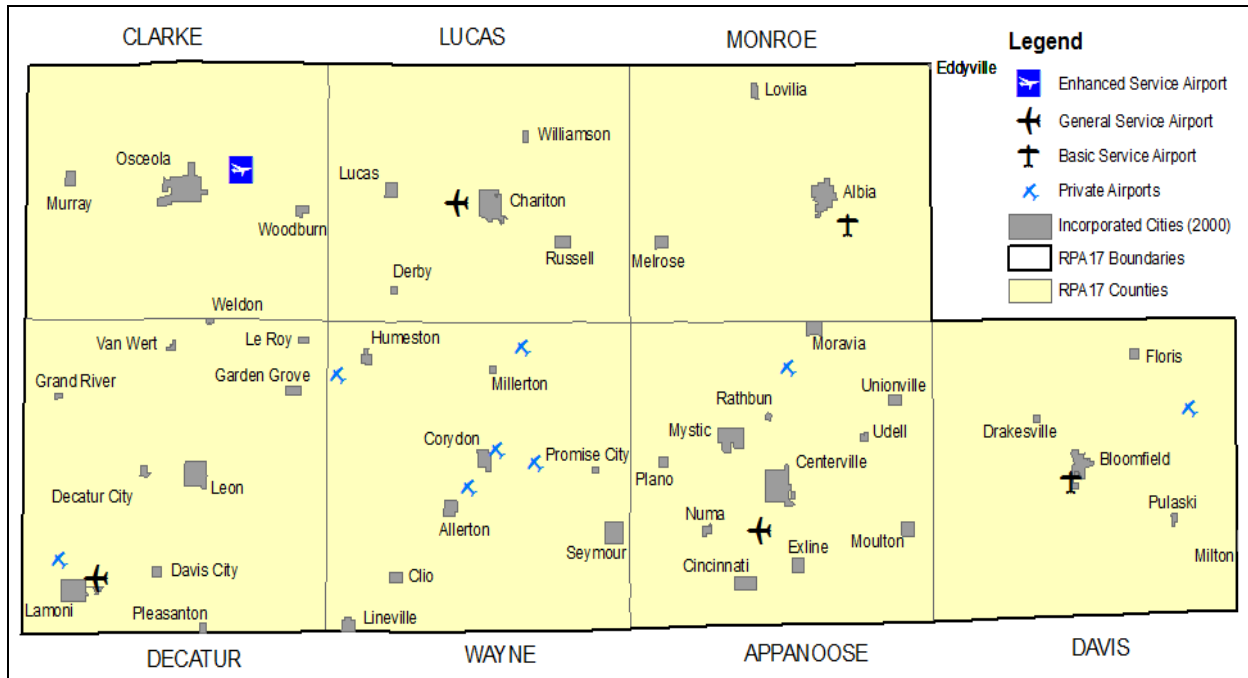 CLARKE
LUCAS
MONROE
Legend
Eddyville
Enhanced Service Airport
General Service Airport
Basic Service Airport
Private Airports
Incorporated Cities (2000)
RPA17 Boundaries
RPA17 Counties
Lovilia
Williamson
Osceola
Lucas
Murray
Chariton
Albia
Woodburn
Russell
Melrose
Derby
Weldon
Van Wert
Le Roy
Humeston
Moravia
Floris
Grand River
Garden Grove
Millerton
Unionville
Rathbun
Drakesville
Mystic
Udell
Corydon
Promise City
Bloomfield
Decatur City
Leon
Plano
Centerville
Allerton
Numa
Pulaski
Seymour
Exline
Moulton
Milton
Cincinnati
Davis City
Clio
Lamoni
Pleasanton
Lineville
DECATUR
WAYNE
APPANOOSE
DAVIS